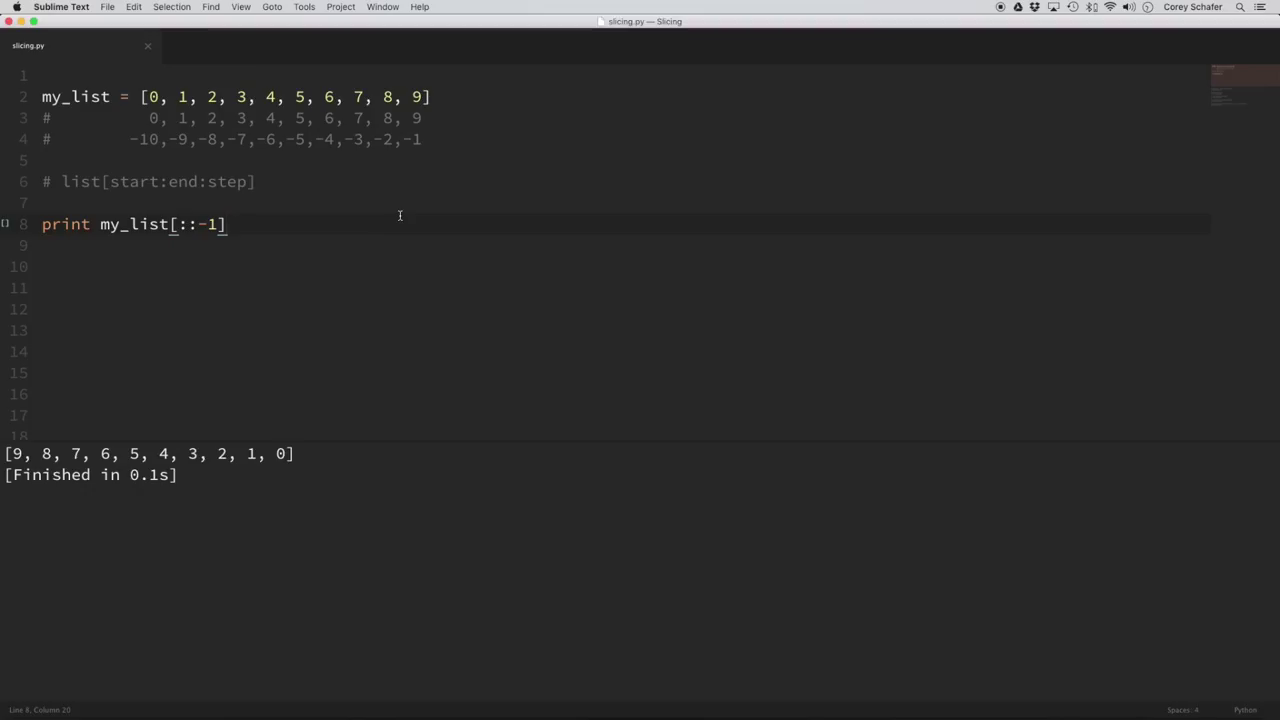 Sublime Text File Edit Selection Find View Goto Tools Project Window Help Corey Schafer
slicing.py — Slicing
slicing.py
1
2 my_list = [0, 1, 2, 3, 4, 5, 6, 7, 8, 9]
3 # 0, 1, 2, 3, 4, 5, 6, 7, 8, 9
4 # -10,-9,-8,-7,-6,-5,-4,-3,-2,-1
5
6 # list[start:end:step]
7
8 print my_list[::-1]
9
10
11
12
13
14
15
16
17
18
[9, 8, 7, 6, 5, 4, 3, 2, 1, 0]
[Finished in 0.1s]
Line 8, Column 20 Spaces: 4 Python